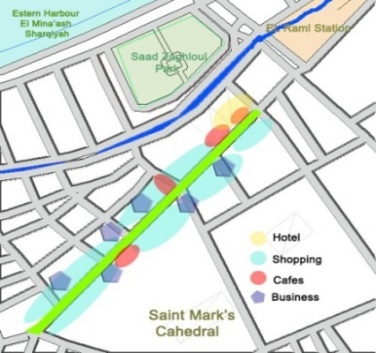 Estern Harbour
El Mina'ash
Sharqiyah
Saad Zaghloul
Park
El Raml Station
Hotel
Shopping
Cafes
Business
Saint Mark's
Cahedral